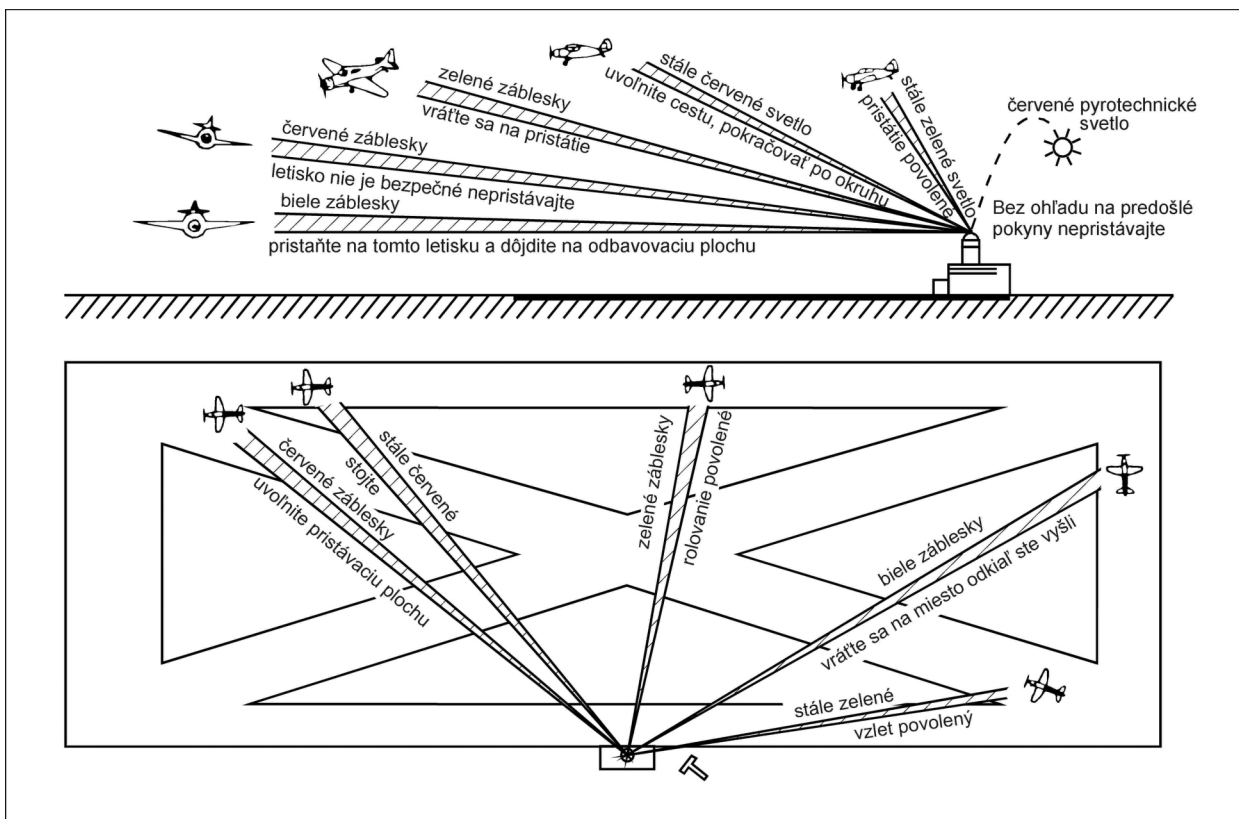 stále červené svetlo
uvoľnite cestu, pokračovať po okruhu
zelené záblesky
vráťte sa na pristátie
stále zelené svetlo
pristátie povolené
červené pyrotechnické
svetlo
červené záblesky
letisko nie je bezpečné nepristávajte
biele záblesky
pristaňte na tomto letisku a dôjdite na odbavovaciu plochu
Bez ohľadu na predošlé
pokyny nepristávajte
stále červené
stojte
červené záblesky
uvoľnite pristávaciu plochu
zelené záblesky
rolovanie povolené
biele záblesky
vráťte sa na miesto odkiaľ ste vyšli
stále zelené
vzlet povolený
T